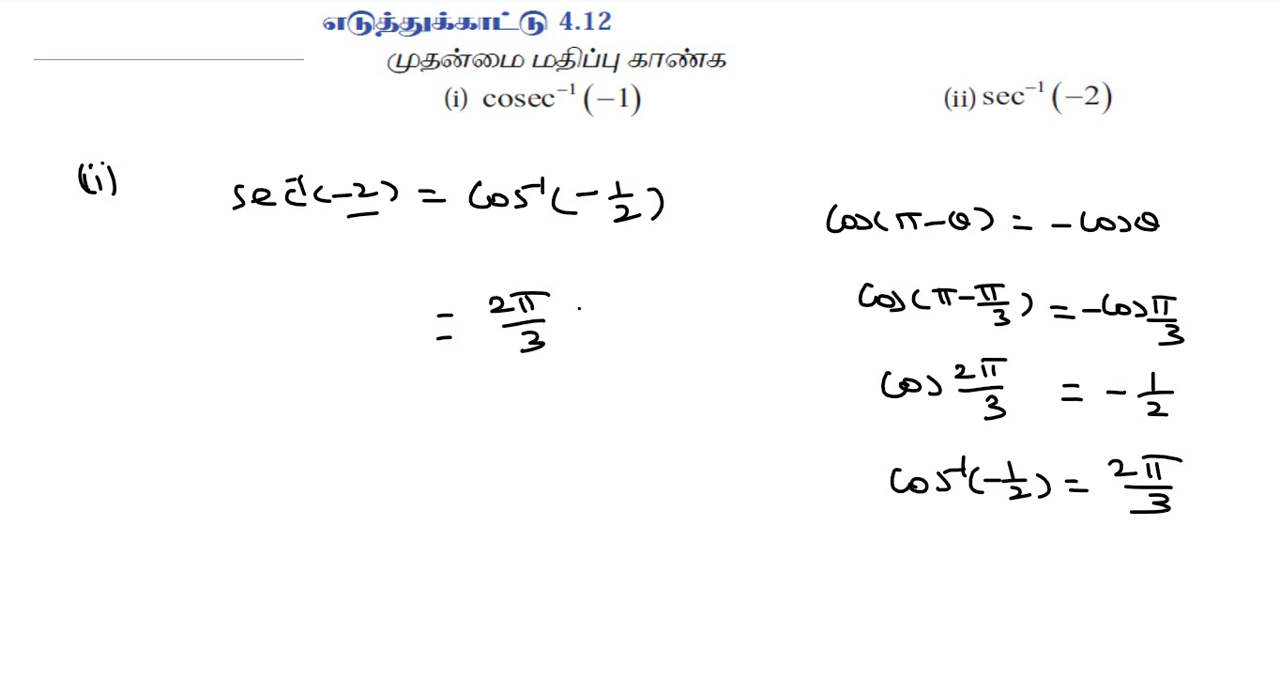 எடுத்துக்காட்டு 4.12
முதன்மை மதிப்பு காண்க
(i) cosec⁻¹(−1) (ii) sec⁻¹(−2)
(ii) sec⁻¹(−2) = cos⁻¹(−1/2)
= 2π/3
cos(π−θ) = −cosθ
cos(π−π/3) = −cos π/3
cos 2π/3 = −1/2
cos⁻¹(−1/2) = 2π/3